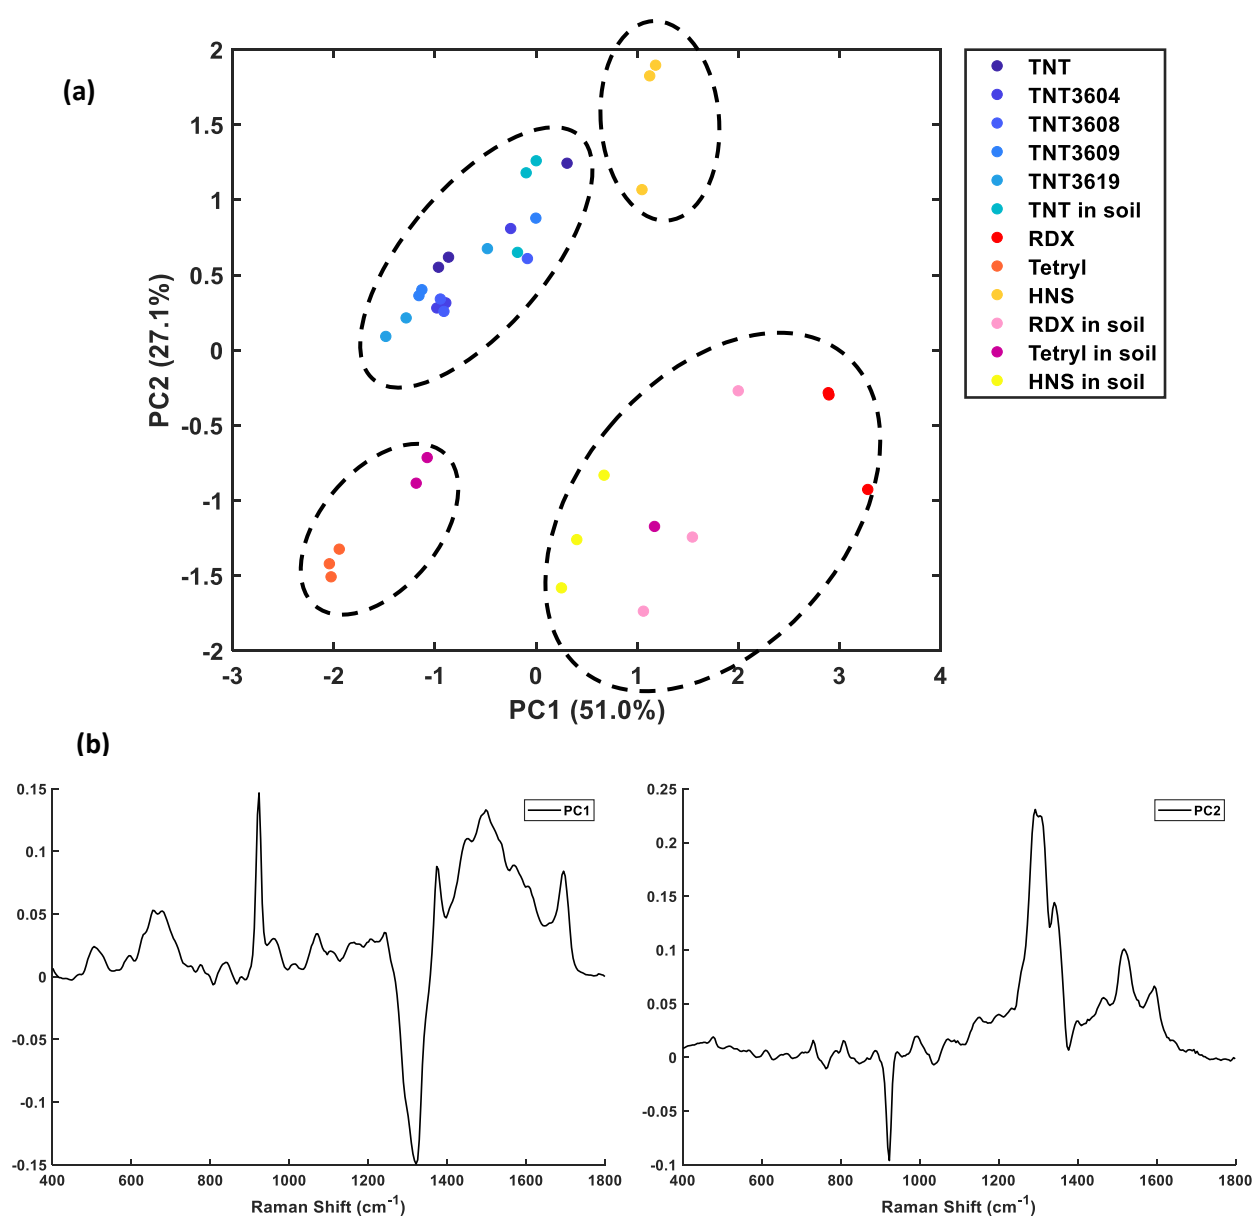 (a)
2
1.5
1
0.5
0
-0.5
-1
-1.5
-2
PC2 (27.1%)
-3 -2 -1 0 1 2 3 4
PC1 (51.0%)
TNT
TNT3604
TNT3608
TNT3609
TNT3619
TNT in soil
RDX
Tetryl
HNS
RDX in soil
Tetryl in soil
HNS in soil
(b)
0.15
0.1
0.05
0
-0.05
-0.1
-0.15
400 600 800 1000 1200 1400 1600 1800
Raman Shift (cm⁻¹)
PC1
0.25
0.2
0.15
0.1
0.05
0
-0.05
-0.1
400 600 800 1000 1200 1400 1600 1800
Raman Shift (cm⁻¹)
PC2